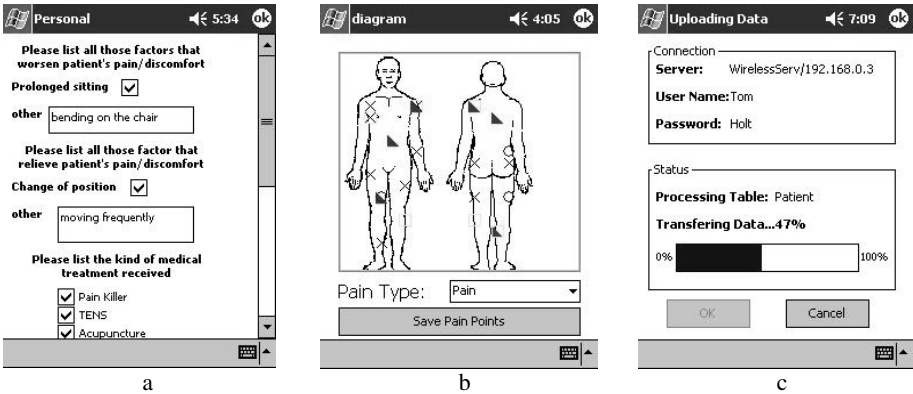 Personal 5:34 ok
Please list all those factors that
worsen patient's pain/discomfort
Prolonged sitting
other bending on the chair
Please list all those factor that
relieve patient's pain/discomfort
Change of position
other moving frequently
Please list the kind of medical
treatment received
Pain Killer
TENS
Acupuncture
a
diagram 4:05 ok
Pain Type: Pain
Save Pain Points
b
Uploading Data 7:09 ok
Connection
Server: WirelessServ/192.168.0.3
User Name:Tom
Password: Holt
Status
Processing Table: Patient
Transfering Data...47%
0% 100%
OK Cancel
c